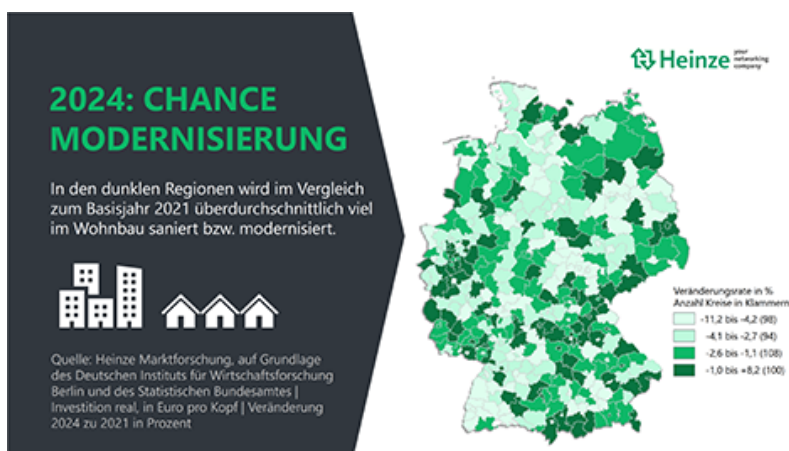 2024: CHANCE
MODERNISIERUNG
In den dunklen Regionen wird im Vergleich
zum Basisjahr 2021 überdurchschnittlich viel
im Wohnbau saniert bzw. modernisiert.
Quelle: Heinze Marktforschung, auf Grundlage
des Deutschen Instituts für Wirtschaftsforschung
Berlin und des Statistischen Bundesamtes |
Investition real, in Euro pro Kopf | Veränderung
2024 zu 2021 in Prozent
Heinze
your
networking
company
Veränderungsrate in %
Anzahl Kreise in Klammern
-11,2 bis -4,2 (98)
-4,1 bis -2,7 (94)
-2,6 bis -1,1 (108)
-1,0 bis +8,2 (100)